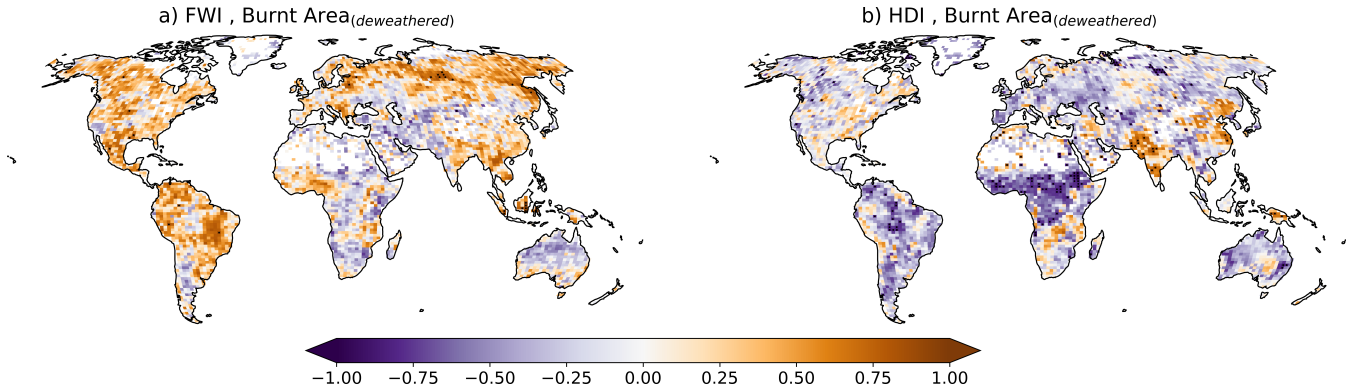 a) FWI , Burnt Area(deweathered)
b) HDI , Burnt Area(deweathered)
−1.00 −0.75 −0.50 −0.25 0.00 0.25 0.50 0.75 1.00